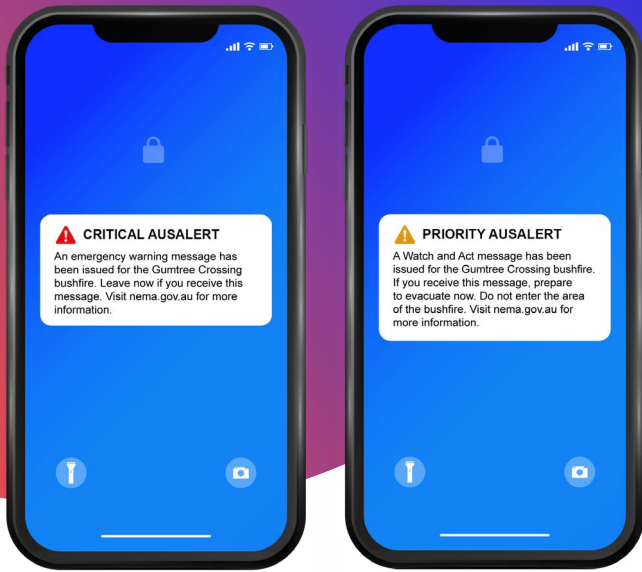 CRITICAL AUSALERT
An emergency warning message has
been issued for the Gumtree Crossing
bushfire. Leave now if you receive this
message. Visit nema.gov.au for more
information.
PRIORITY AUSALERT
A Watch and Act message has been
issued for the Gumtree Crossing bushfire.
If you receive this message, prepare
to evacuate now. Do not enter the area
of the bushfire. Visit nema.gov.au for
more information.